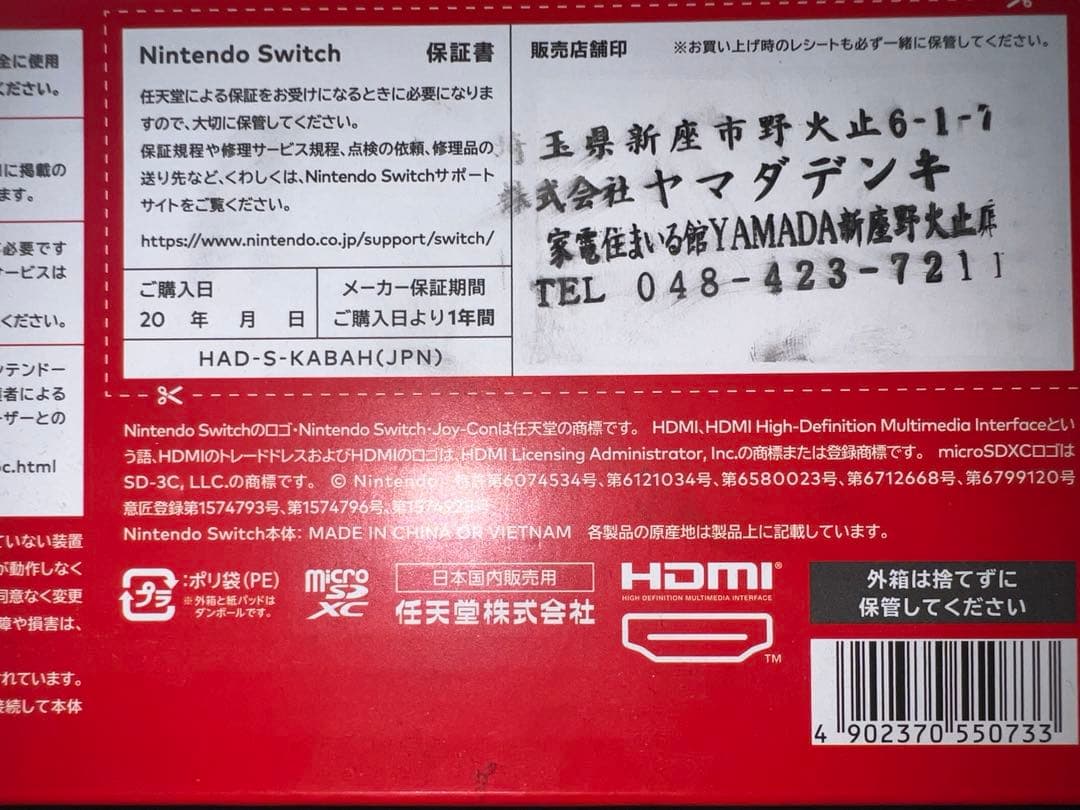 全に使用
ください。
に掲載の
ます。
必要です
サービスは
ください。
ンテンドー
者による
ーザーとの
oc.html
ていない装置
が動作しなく
同意なく変更
障や損害は、
されています。
接続して本体
Nintendo Switch 保証書
任天堂による保証をお受けになるときに必要になりま
すので、大切に保管してください。
保証規程や修理サービス規程、点検の依頼、修理品の
送り先など、くわしくは、Nintendo Switchサポート
サイトをご覧ください。
https://www.nintendo.co.jp/support/switch/
ご購入日
20 年 月 日
メーカー保証期間
ご購入日より1年間
HAD-S-KABAH(JPN)
販売店舗印 ※お買い上げ時のレシートも必ず一緒に保管してください。
埼玉県新座市野火止6-1-7
株式会社ヤマダデンキ
家電住まいる館YAMADA新座野火止店
TEL 048-423-7211
Nintendo Switchのロゴ・Nintendo Switch・Joy-Conは任天堂の商標です。 HDMI、HDMI High-Definition Multimedia Interfaceとい
う語、HDMIのトレードドレスおよびHDMIのロゴは、HDMI Licensing Administrator, Inc.の商標または登録商標です。 microSDXCロゴは
SD-3C, LLC.の商標です。 © Nintendo 特許第6074534号、第6121034号、第6580023号、第6712668号、第6799120号
意匠登録第1574793号、第1574796号、第1574928号
Nintendo Switch本体: MADE IN CHINA OR VIETNAM 各製品の原産地は製品上に記載しています。
プラ
:ポリ袋(PE)
※外箱と紙パッドは
ダンボールです。
micro
SD
XC
日本国内販売用
任天堂株式会社
HDMI®
HIGH DEFINITION MULTIMEDIA INTERFACE
TM
外箱は捨てずに
保管してください
4 902370 550733